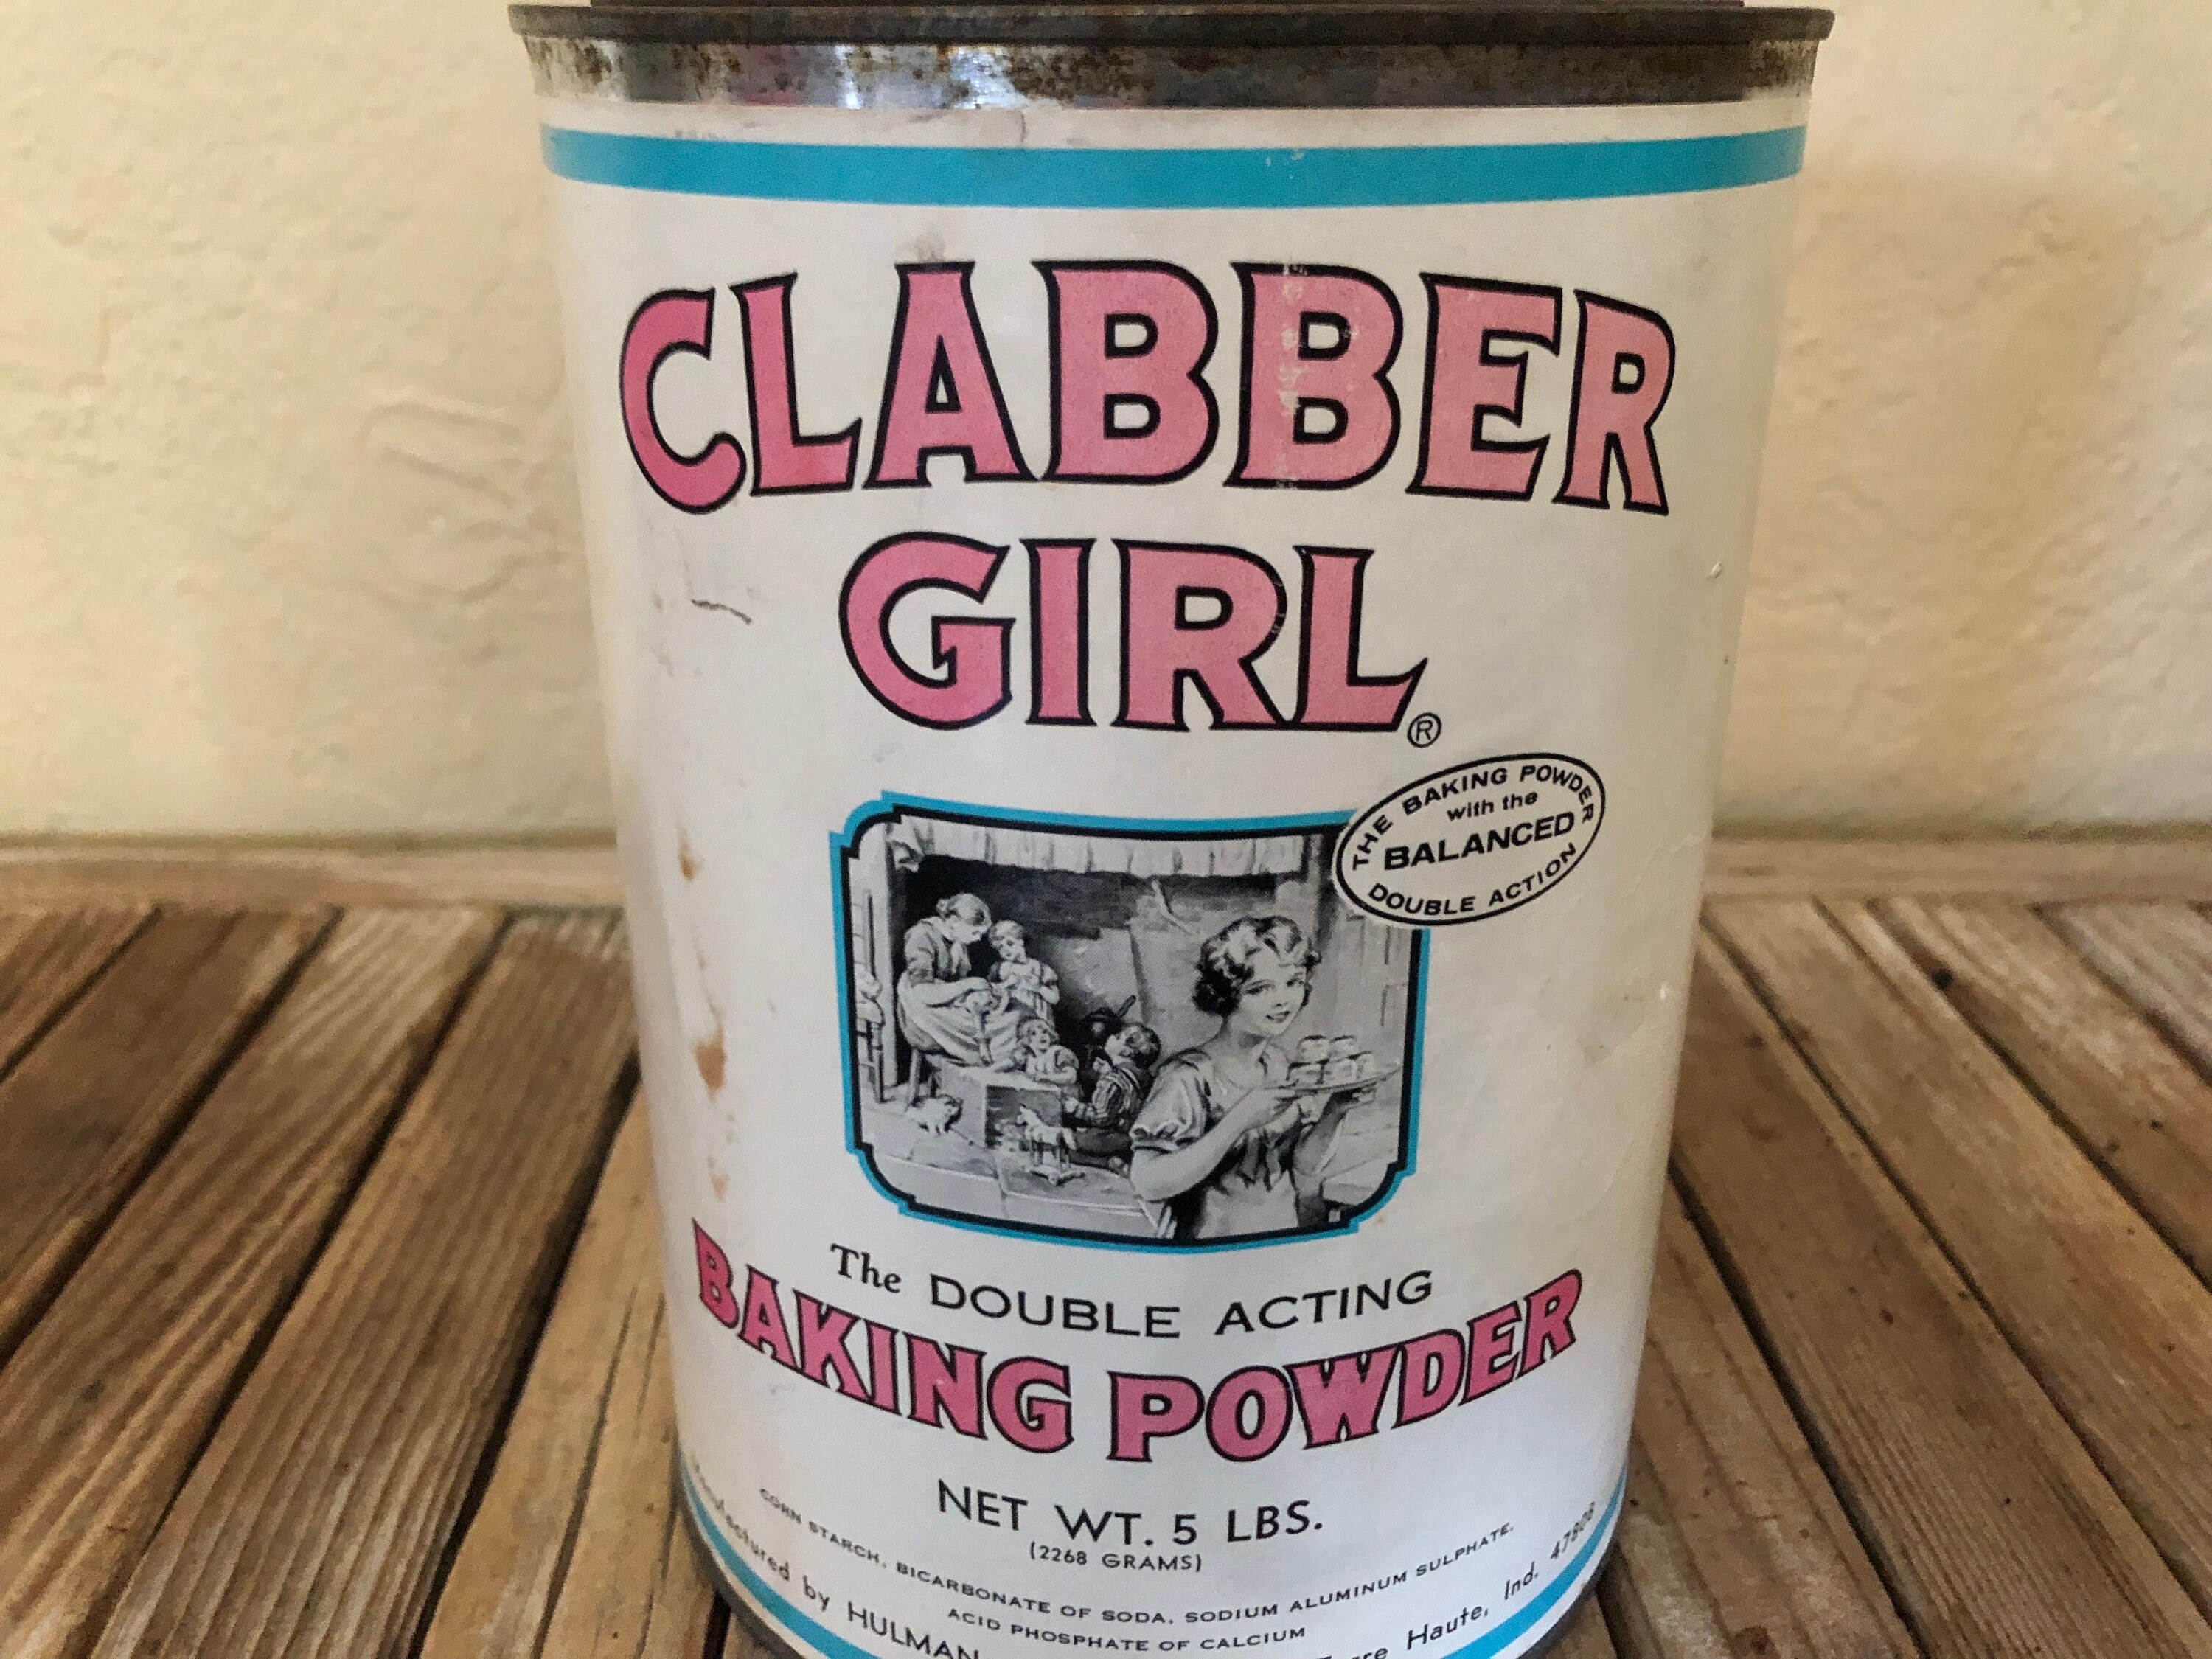 CLABBER
GIRL®
THE BAKING POWDER
with the
BALANCED
DOUBLE ACTION
The DOUBLE ACTING
BAKING POWDER
NET WT. 5 LBS.
(2268 GRAMS)
CORN STARCH, BICARBONATE OF SODA, SODIUM ALUMINUM SULPHATE,
ACID PHOSPHATE OF CALCIUM
by HULMAN Haute, Ind. 47808